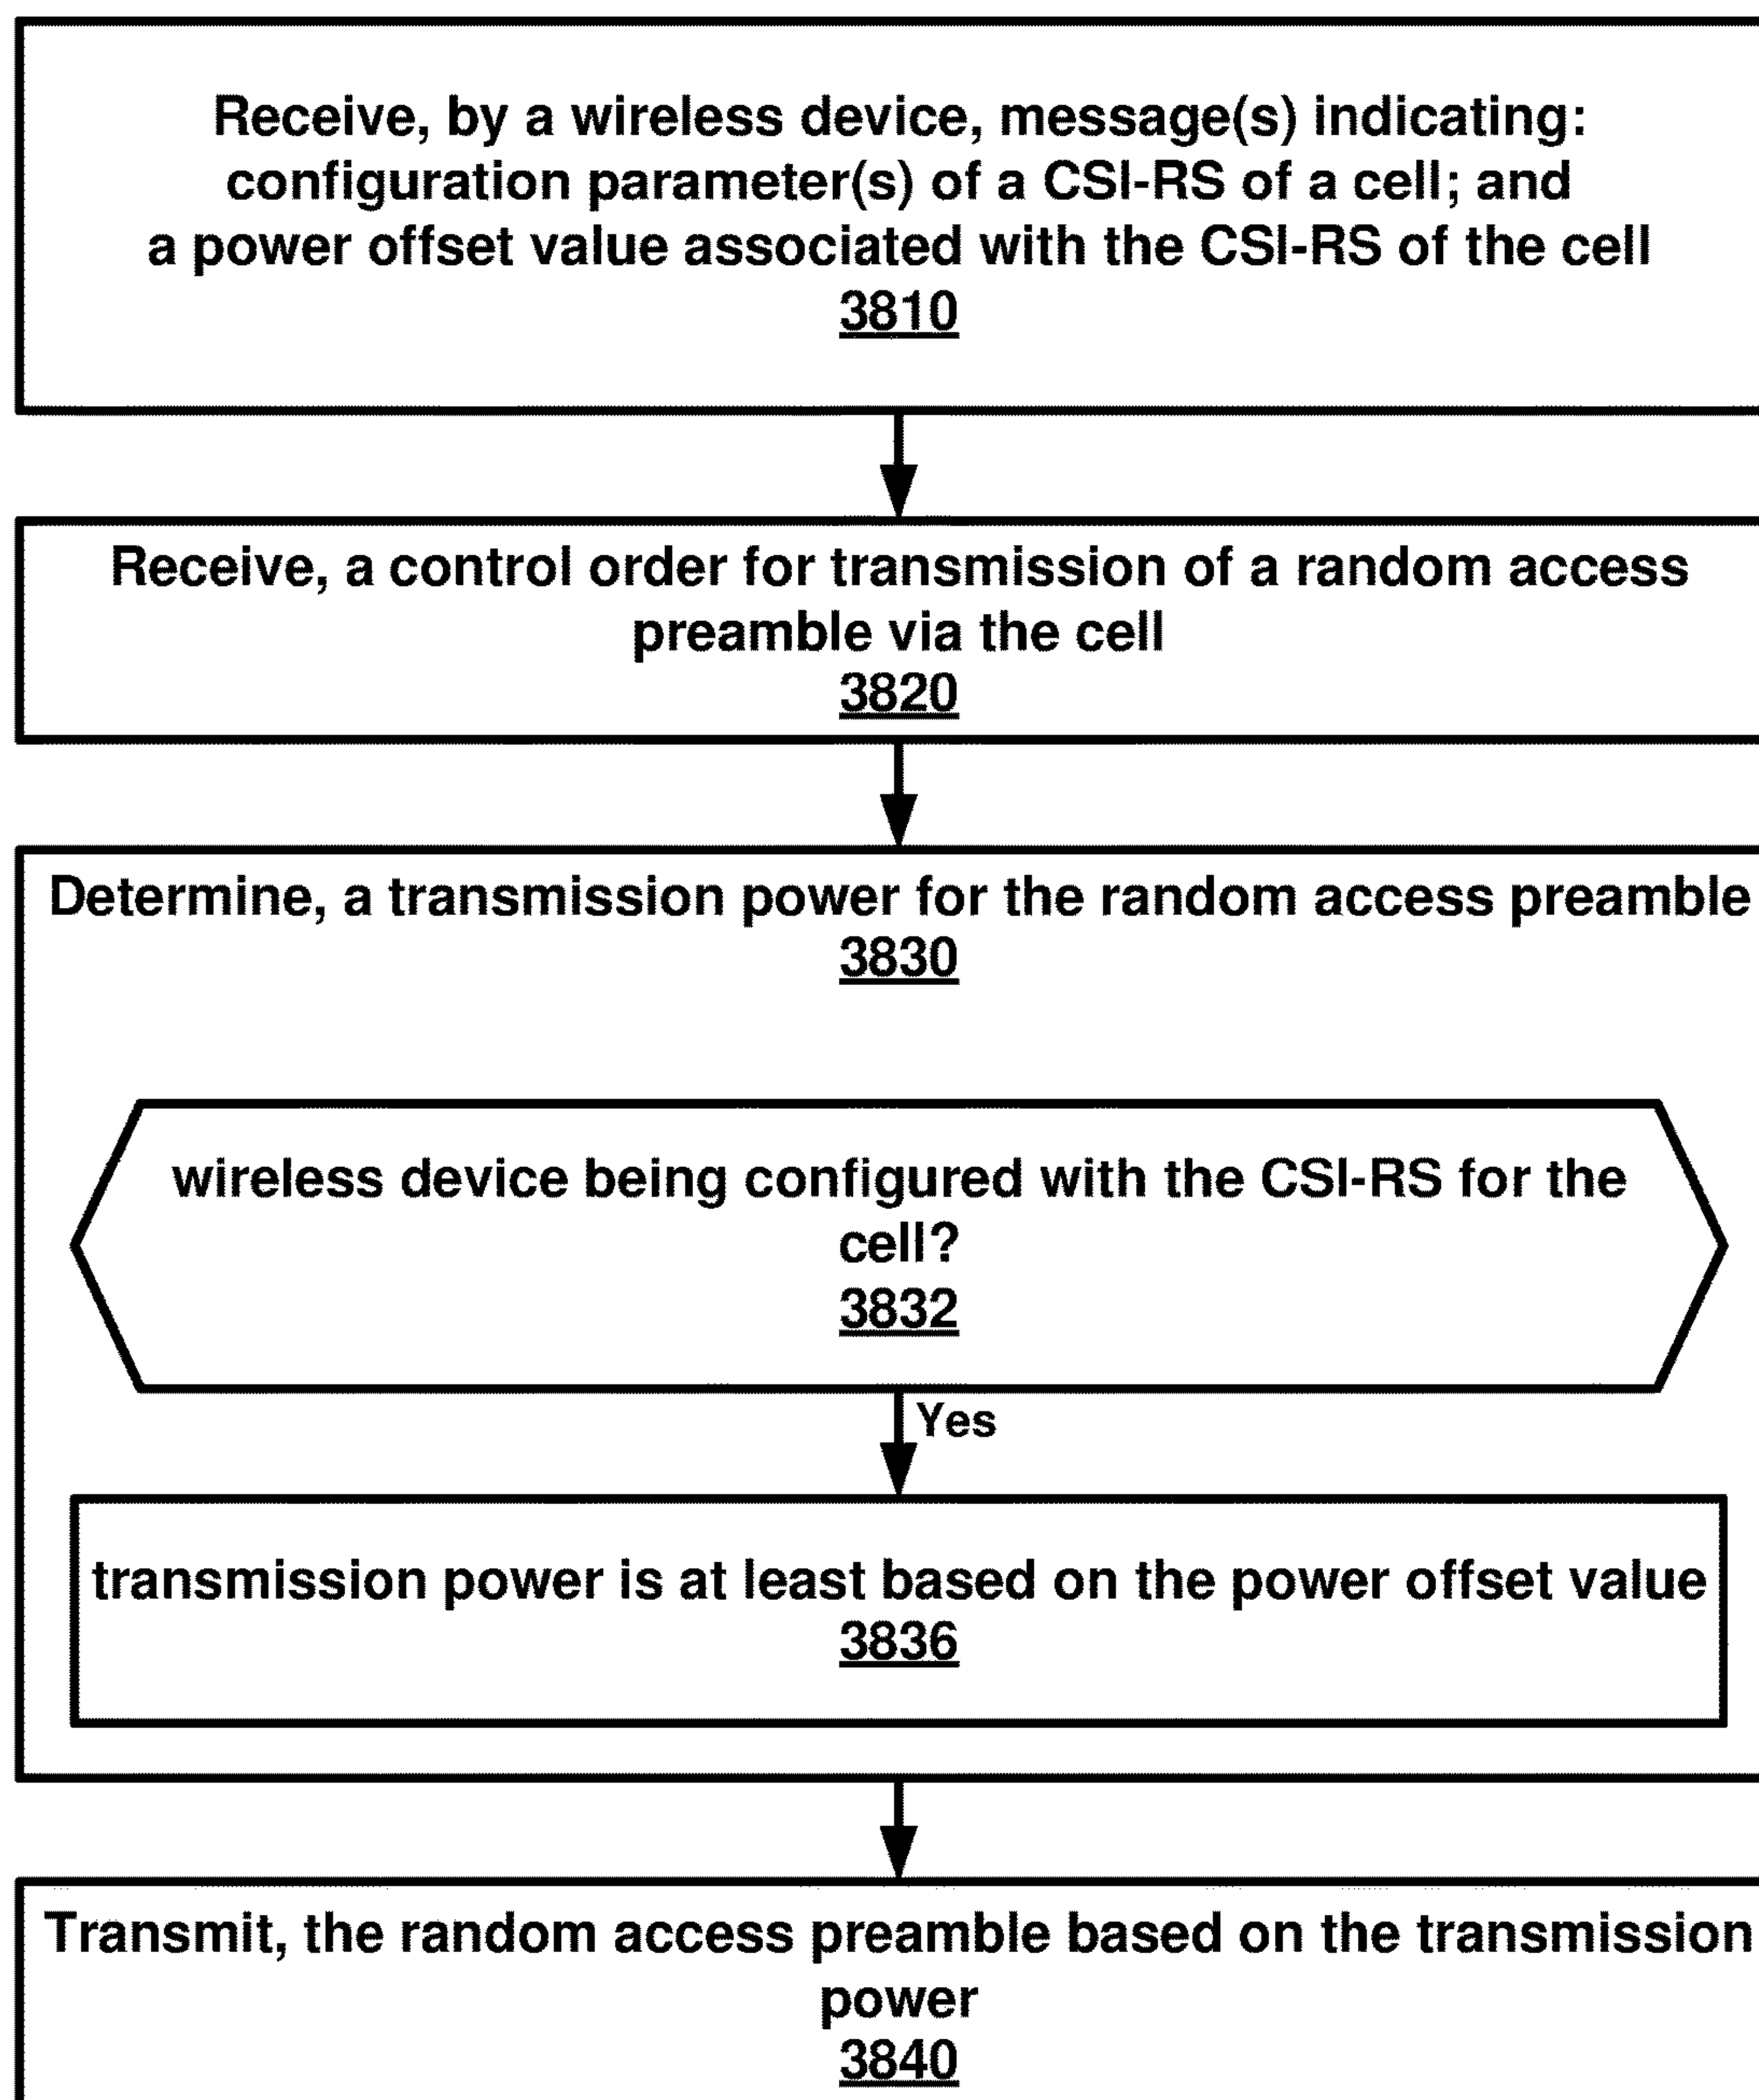 Receive, by a wireless device, message(s) indicating:
configuration parameter(s) of a CSI-RS of a cell; and
a power offset value associated with the CSI-RS of the cell
3810
Receive, a control order for transmission of a random access
preamble via the cell
3820
Determine, a transmission power for the random access preamble
3830
wireless device being configured with the CSI-RS for the
cell?
3832
Yes
transmission power is at least based on the power offset value
3836
Transmit, the random access preamble based on the transmission
power
3840